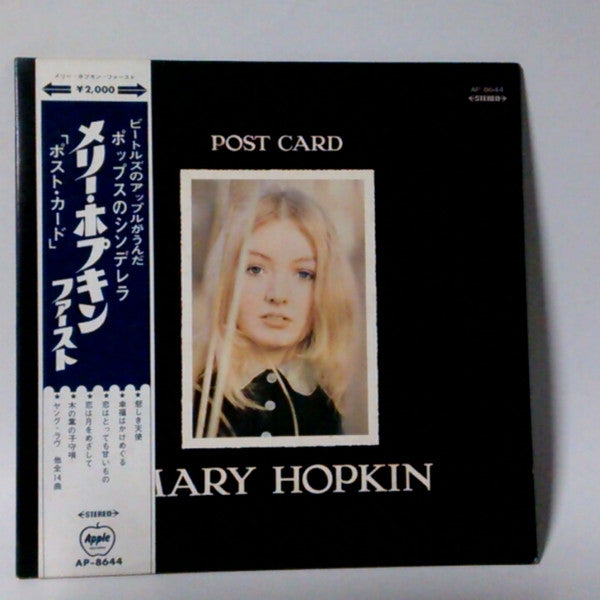 メリー・ホプキン・ファースト
¥2,000
ビートルズのアップルがうんだ
ポップスのシンデレラ
メリー・ホプキン
ファースト
「ポスト・カード」
★悲しき天使
★幸福はかけめぐる
★恋はとっても甘いもの
★恋は月をめざして
★木の葉の子守唄
★ヤング・ラヴ 他全14曲
STEREO
Apple
AP-8644
AP 8644
STEREO
POST CARD
MARY HOPKIN